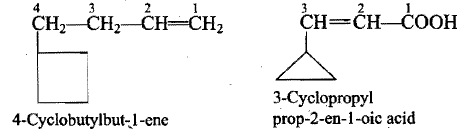 4 3 2 1
CH₂–CH₂–CH=CH₂
4-Cyclobutylbut-1-ene
3 2 1
CH=CH–COOH
3-Cyclopropyl
prop-2-en-1-oic acid